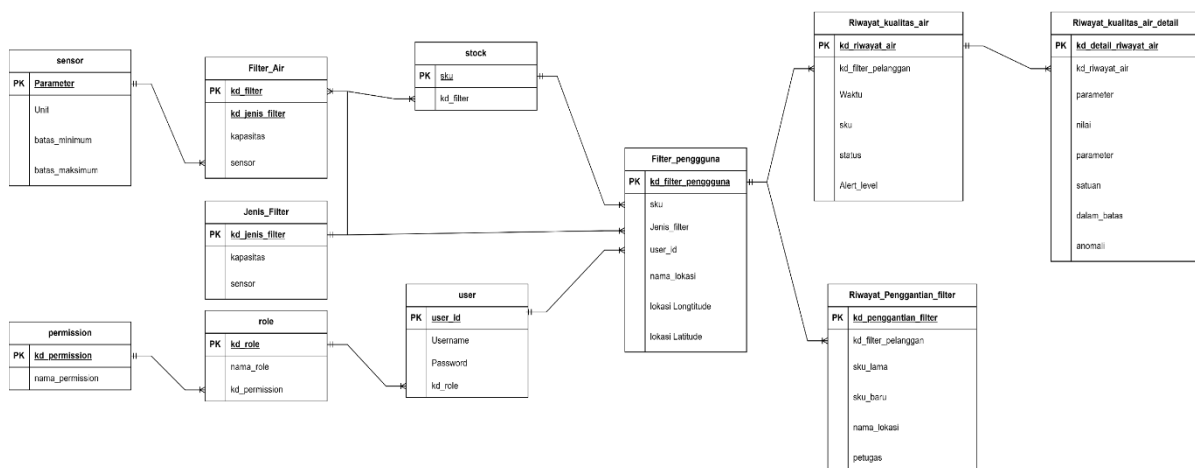 sensor
PK Parameter
Unit
batas_minimum
batas_maksimum
Filter_Air
PK kd_filter
kd_jenis_filter
kapasitas
sensor
Jenis_Filter
PK kd_jenis_filter
kapasitas
sensor
permission
PK kd_permission
nama_permission
role
PK kd_role
nama_role
kd_permission
stock
PK sku
kd_filter
user
PK user_id
Username
Password
kd_role
Filter_penggguna
PK kd_filter_penggguna
sku
Jenis_filter
user_id
nama_lokasi
lokasi Longtitude
lokasi Latitude
Riwayat_kualitas_air
PK kd_riwayat_air
kd_filter_pelanggan
Waktu
sku
status
Alert_level
Riwayat_kualitas_air_detail
PK kd_detail_riwayat_air
kd_riwayat_air
parameter
nilai
parameter
satuan
dalam_batas
anomali
Riwayat_Penggantian_filter
PK kd_penggantian_filter
kd_filter_pelanggan
sku_lama
sku_baru
nama_lokasi
petugas